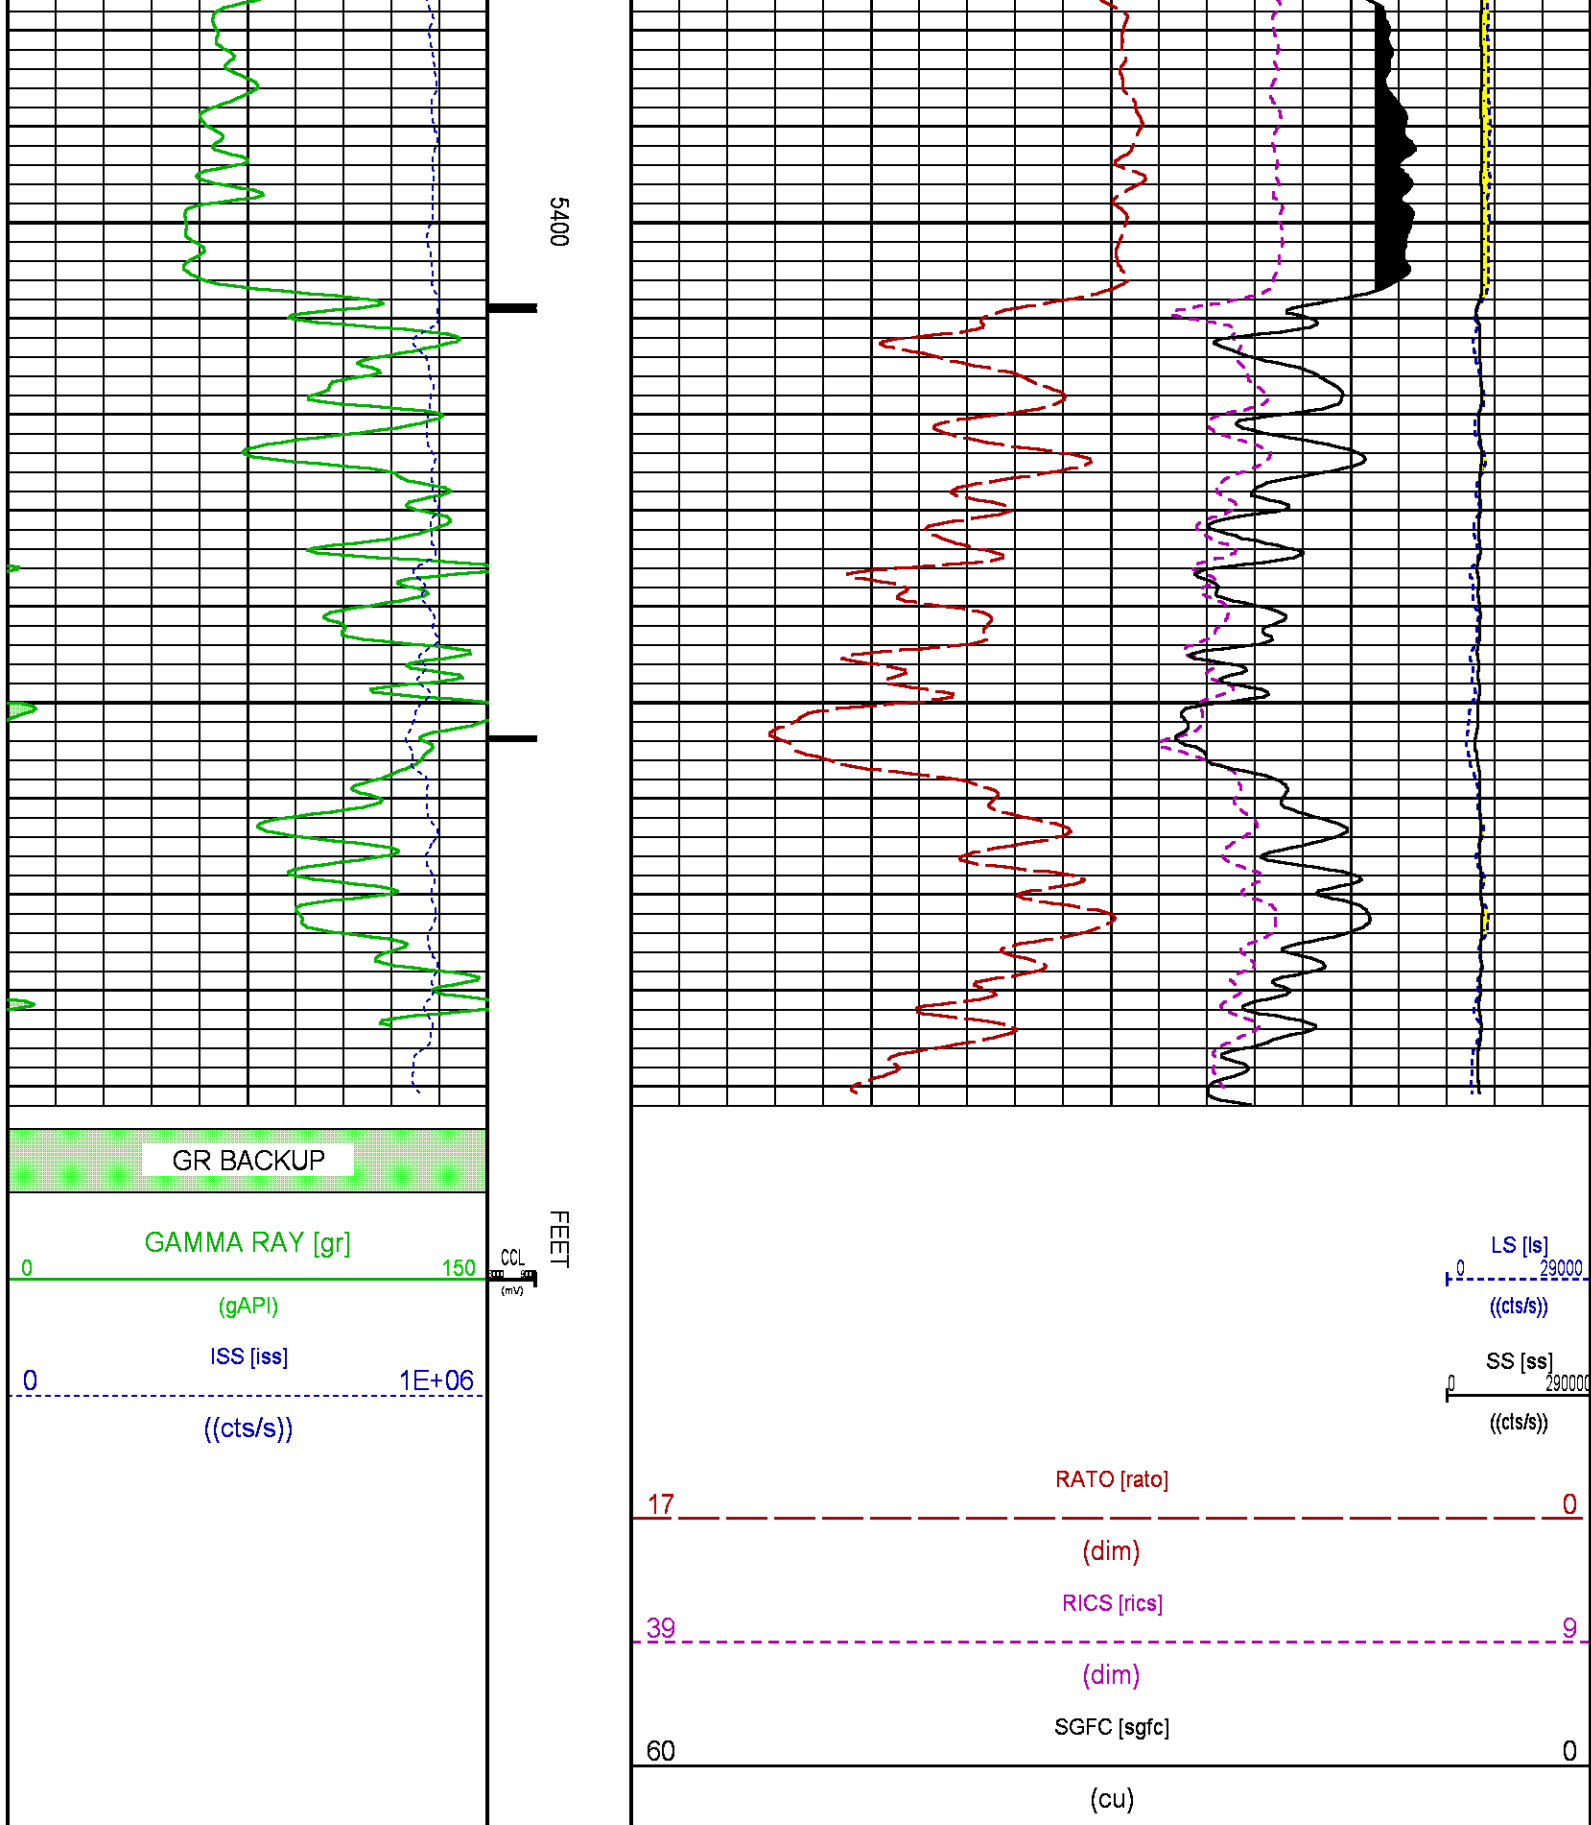 5400
GR BACKUP
FEET
GAMMA RAY [gr]
0 150
(gAPI)
CCL
(mV)
ISS [iss]
0 1E+06
((cts/s))
LS [ls]
0 29000
((cts/s))
SS [ss]
0 290000
((cts/s))
RATO [rato]
17 0
(dim)
RICS [rics]
39 9
(dim)
SGFC [sgfc]
60 0
(cu)